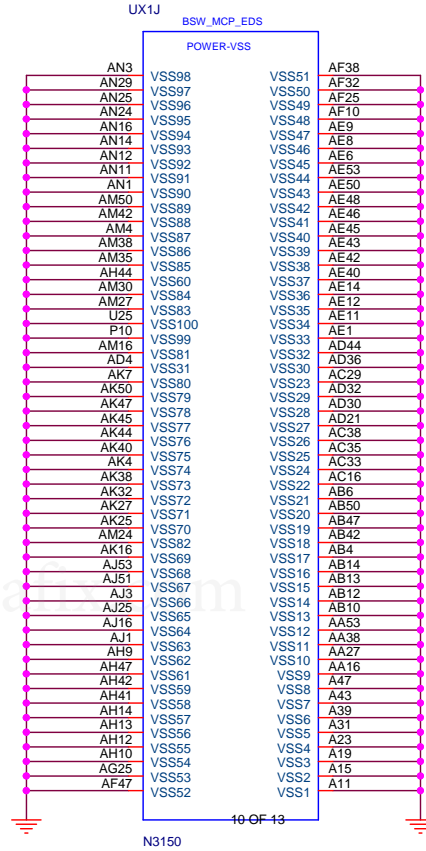 UX1J
BSW_MCP_EDS
POWER-VSS
AN3 VSS98 VSS51 AF38
AN29 VSS97 VSS50 AF32
AN25 VSS96 VSS49 AF25
AN24 VSS95 VSS48 AF10
AN16 VSS94 VSS47 AE9
AN14 VSS93 VSS46 AE8
AN12 VSS92 VSS45 AE6
AN11 VSS91 VSS44 AE53
AN1 VSS90 VSS43 AE50
AM50 VSS89 VSS42 AE48
AM42 VSS88 VSS41 AE46
AM4 VSS87 VSS40 AE45
AM38 VSS86 VSS39 AE43
AM35 VSS85 VSS38 AE42
AH44 VSS60 VSS37 AE40
AM30 VSS84 VSS36 AE14
AM27 VSS83 VSS35 AE12
U25 VSS100 VSS34 AE11
P10 VSS99 VSS33 AE1
AM16 VSS81 VSS32 AD44
AD4 VSS31 VSS30 AD36
AK7 VSS80 VSS23 AC29
AK50 VSS79 VSS29 AD32
AK47 VSS78 VSS28 AD30
AK45 VSS77 VSS27 AD21
AK44 VSS76 VSS26 AC38
AK40 VSS75 VSS25 AC35
AK4 VSS74 VSS24 AC33
AK38 VSS73 VSS22 AC16
AK32 VSS72 VSS21 AB6
AK27 VSS71 VSS20 AB50
AK25 VSS70 VSS19 AB47
AM24 VSS82 VSS18 AB42
AK16 VSS69 VSS17 AB4
AJ53 VSS68 VSS16 AB14
AJ51 VSS67 VSS15 AB13
AJ3 VSS66 VSS14 AB12
AJ25 VSS65 VSS13 AB10
AJ16 VSS64 VSS12 AA53
AJ1 VSS63 VSS11 AA38
AH9 VSS62 VSS10 AA27
AH47 VSS61 VSS9 AA16
AH42 VSS59 VSS8 A47
AH41 VSS58 VSS7 A43
AH14 VSS57 VSS6 A39
AH13 VSS56 VSS5 A31
AH12 VSS55 VSS4 A23
AH10 VSS54 VSS3 A19
AG25 VSS53 VSS2 A15
AF47 VSS52 VSS1 A11
10 OF 13
N3150